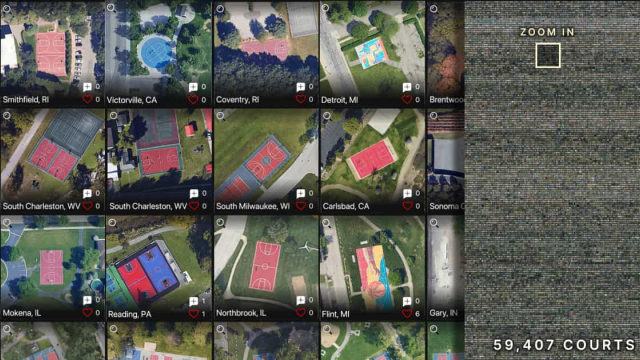 ZOOM IN
0 0 0 0
Smithfield, RI 0 Victorville, CA 0 Coventry, RI 0 Detroit, MI 0 Brentwood
0 0 0 0
South Charleston, WV 0 South Charleston, WV 0 South Milwaukee, WI 0 Carlsbad, CA 0 Sonoma C
0 1 0 0
Mokena, IL 0 Reading, PA 1 Northbrook, IL 0 Flint, MI 6 Gary, IN
59,407 COURTS